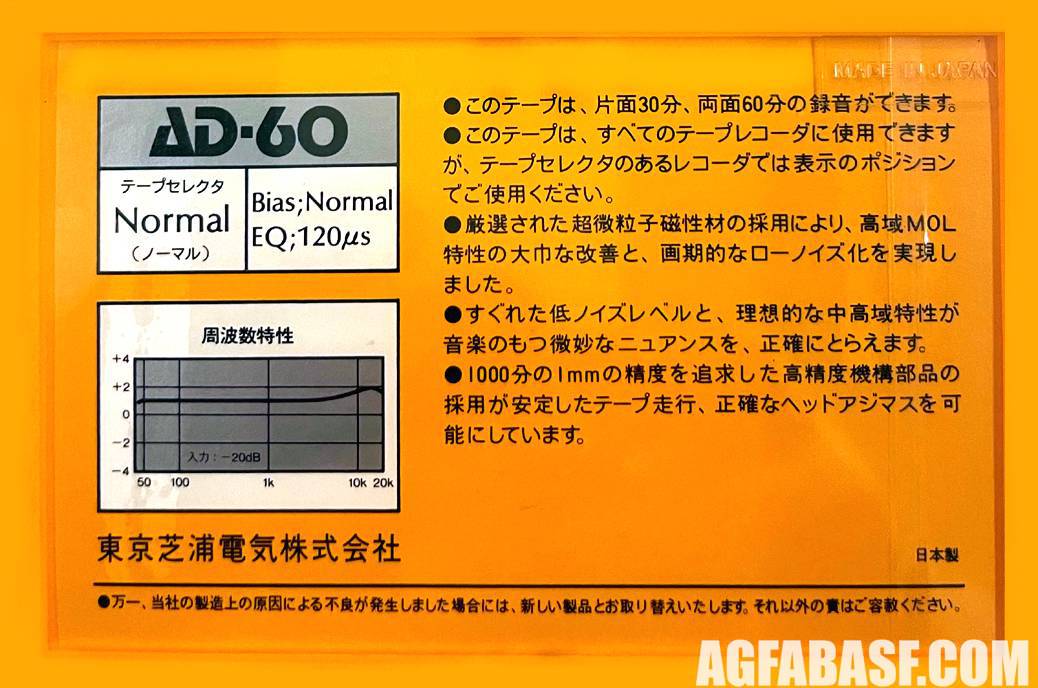 MADE IN JAPAN
AD-60
テープセレクタ
Normal
(ノーマル)
Bias;Normal
EQ;120μs
周波数特性
+4
+2
0
-2
-4
入力:-20dB
50 100 1k 10k 20k
東京芝浦電気株式会社
●このテープは、片面30分、両面60分の録音ができます。
●このテープは、すべてのテープレコーダに使用できます
が、テープセレクタのあるレコーダでは表示のポジション
でご使用ください。
●厳選された超微粒子磁性材の採用により、高域MOL
特性の大巾な改善と、画期的なローノイズ化を実現し
ました。
●すぐれた低ノイズレベルと、理想的な中高域特性が
音楽のもつ微妙なニュアンスを、正確にとらえます。
●1000分の1mmの精度を追求した高精度機構部品の
採用が安定したテープ走行、正確なヘッドアジマスを可
能にしています。
日本製
●万一、当社の製造上の原因による不良が発生しました場合には、新しい製品とお取り替えいたします。それ以外の責はご容赦ください。
AGFABASF.COM